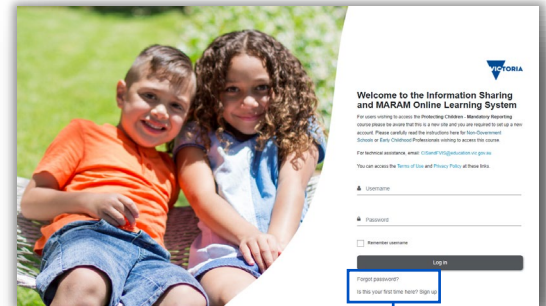 VICTORIA
Welcome to the Information Sharing
and MARAM Online Learning System
For users wishing to access the Protecting Children - Mandatory Reporting
course please be aware that this is a new site and you are required to set up a new
account. Please carefully read the instructions here for Non-Government
Schools or Early Childhood Professionals wishing to access this course.
For technical assistance, email:
You can access the Terms of Use and Privacy Policy at these links.
Username
Password
Remember username
Log in
Forgot password?
Is this your first time here? Sign up